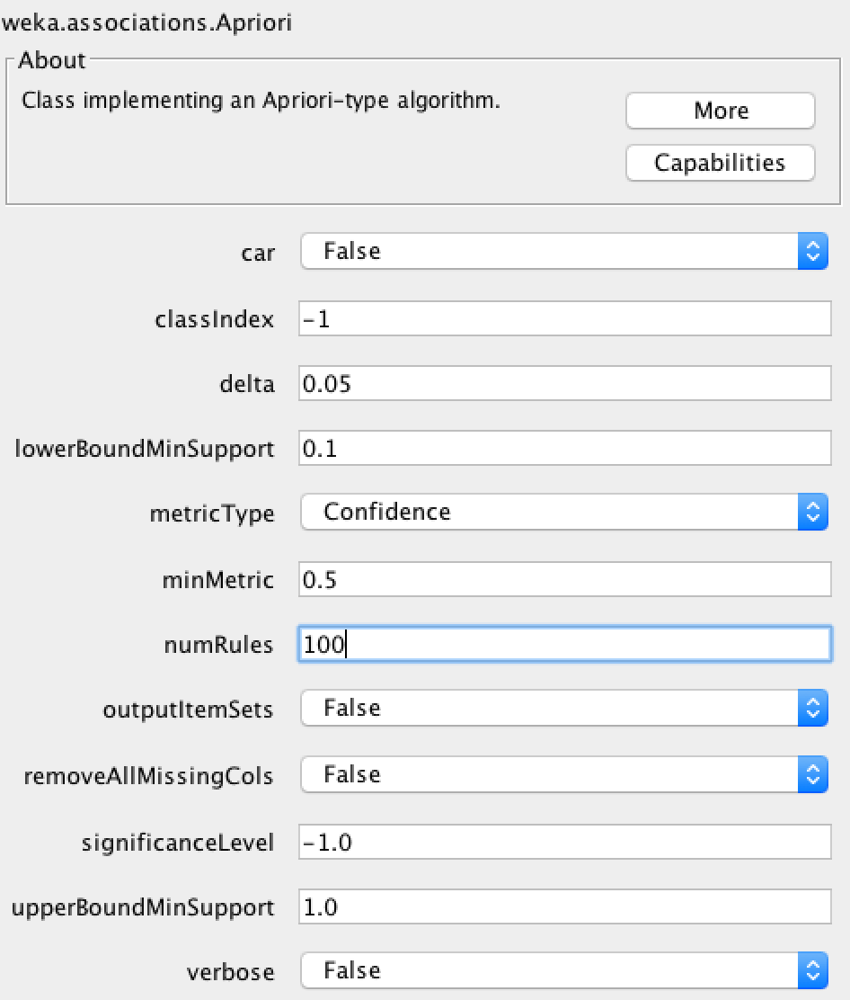 weka.associations.Apriori
About
Class implementing an Apriori-type algorithm.
More
Capabilities
car False
classIndex -1
delta 0.05
lowerBoundMinSupport 0.1
metricType Confidence
minMetric 0.5
numRules 100
outputItemSets False
removeAllMissingCols False
significanceLevel -1.0
upperBoundMinSupport 1.0
verbose False